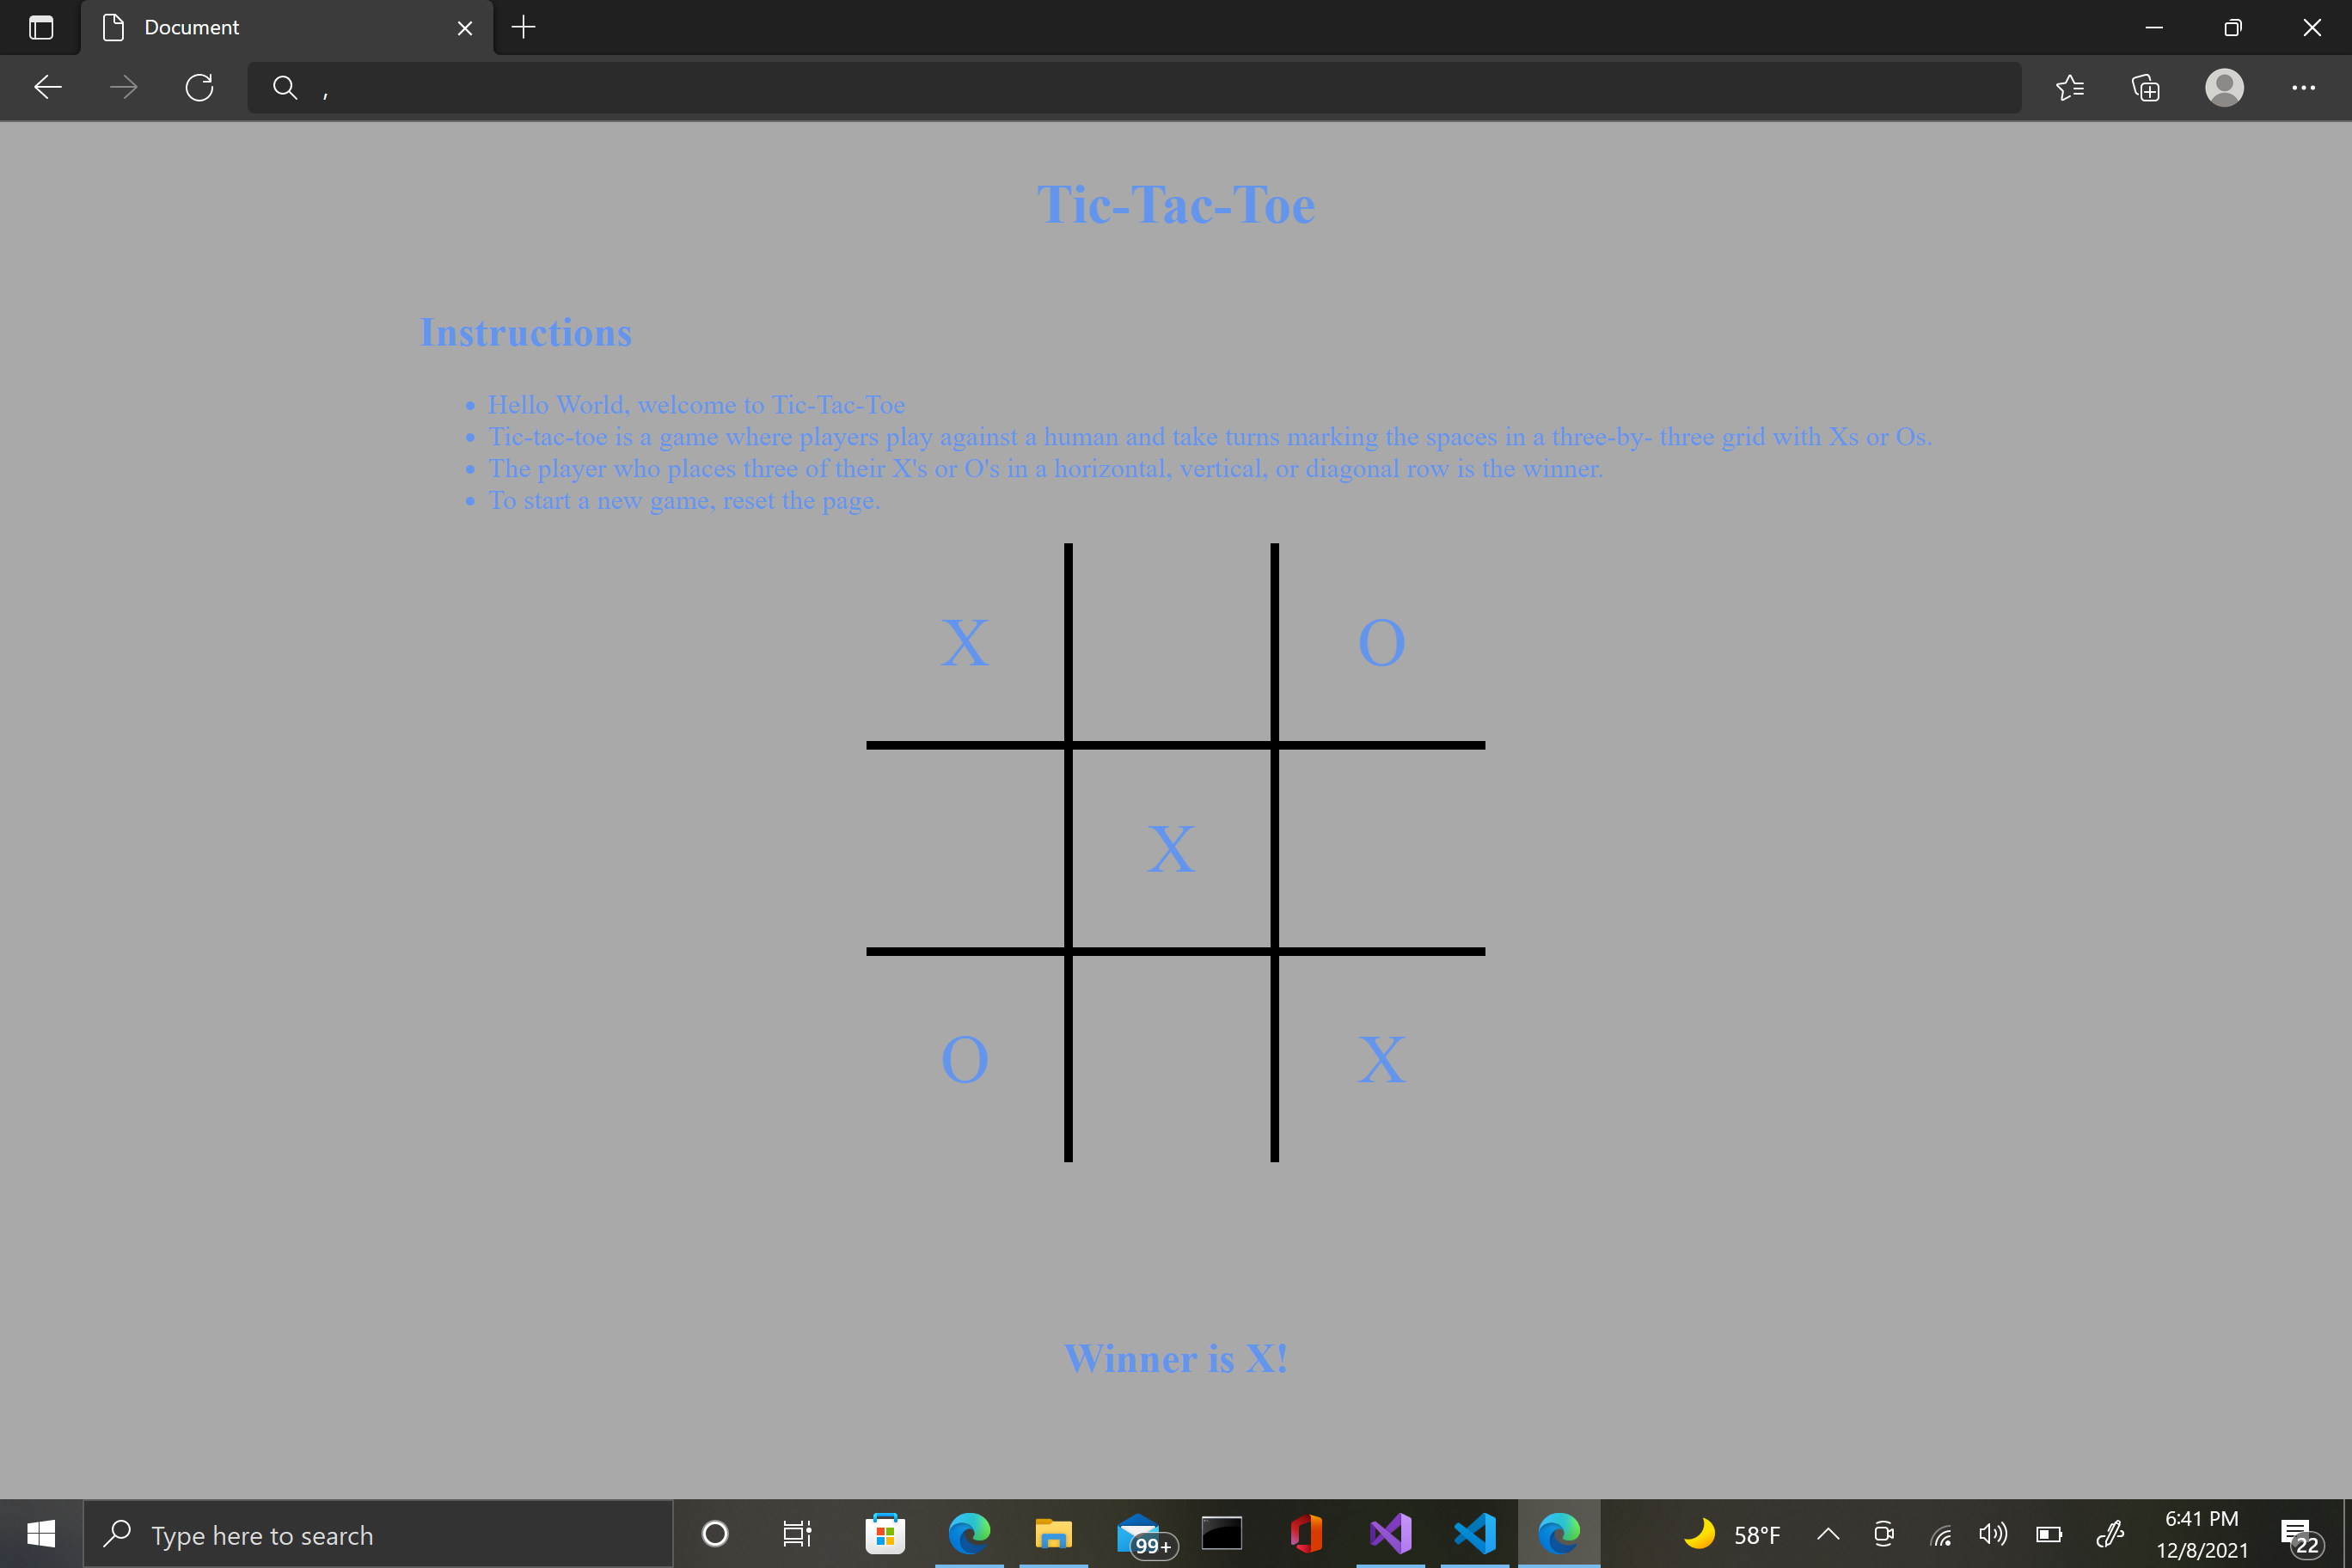 Document
,
Tic-Tac-Toe
Instructions
Hello World, welcome to Tic-Tac-Toe
Tic-tac-toe is a game where players play against a human and take turns marking the spaces in a three-by- three grid with Xs or Os.
The player who places three of their X's or O's in a horizontal, vertical, or diagonal row is the winner.
To start a new game, reset the page.
X O
X
O X
Winner is X!
Type here to search
99+
58°F
6:41 PM
12/8/2021
22